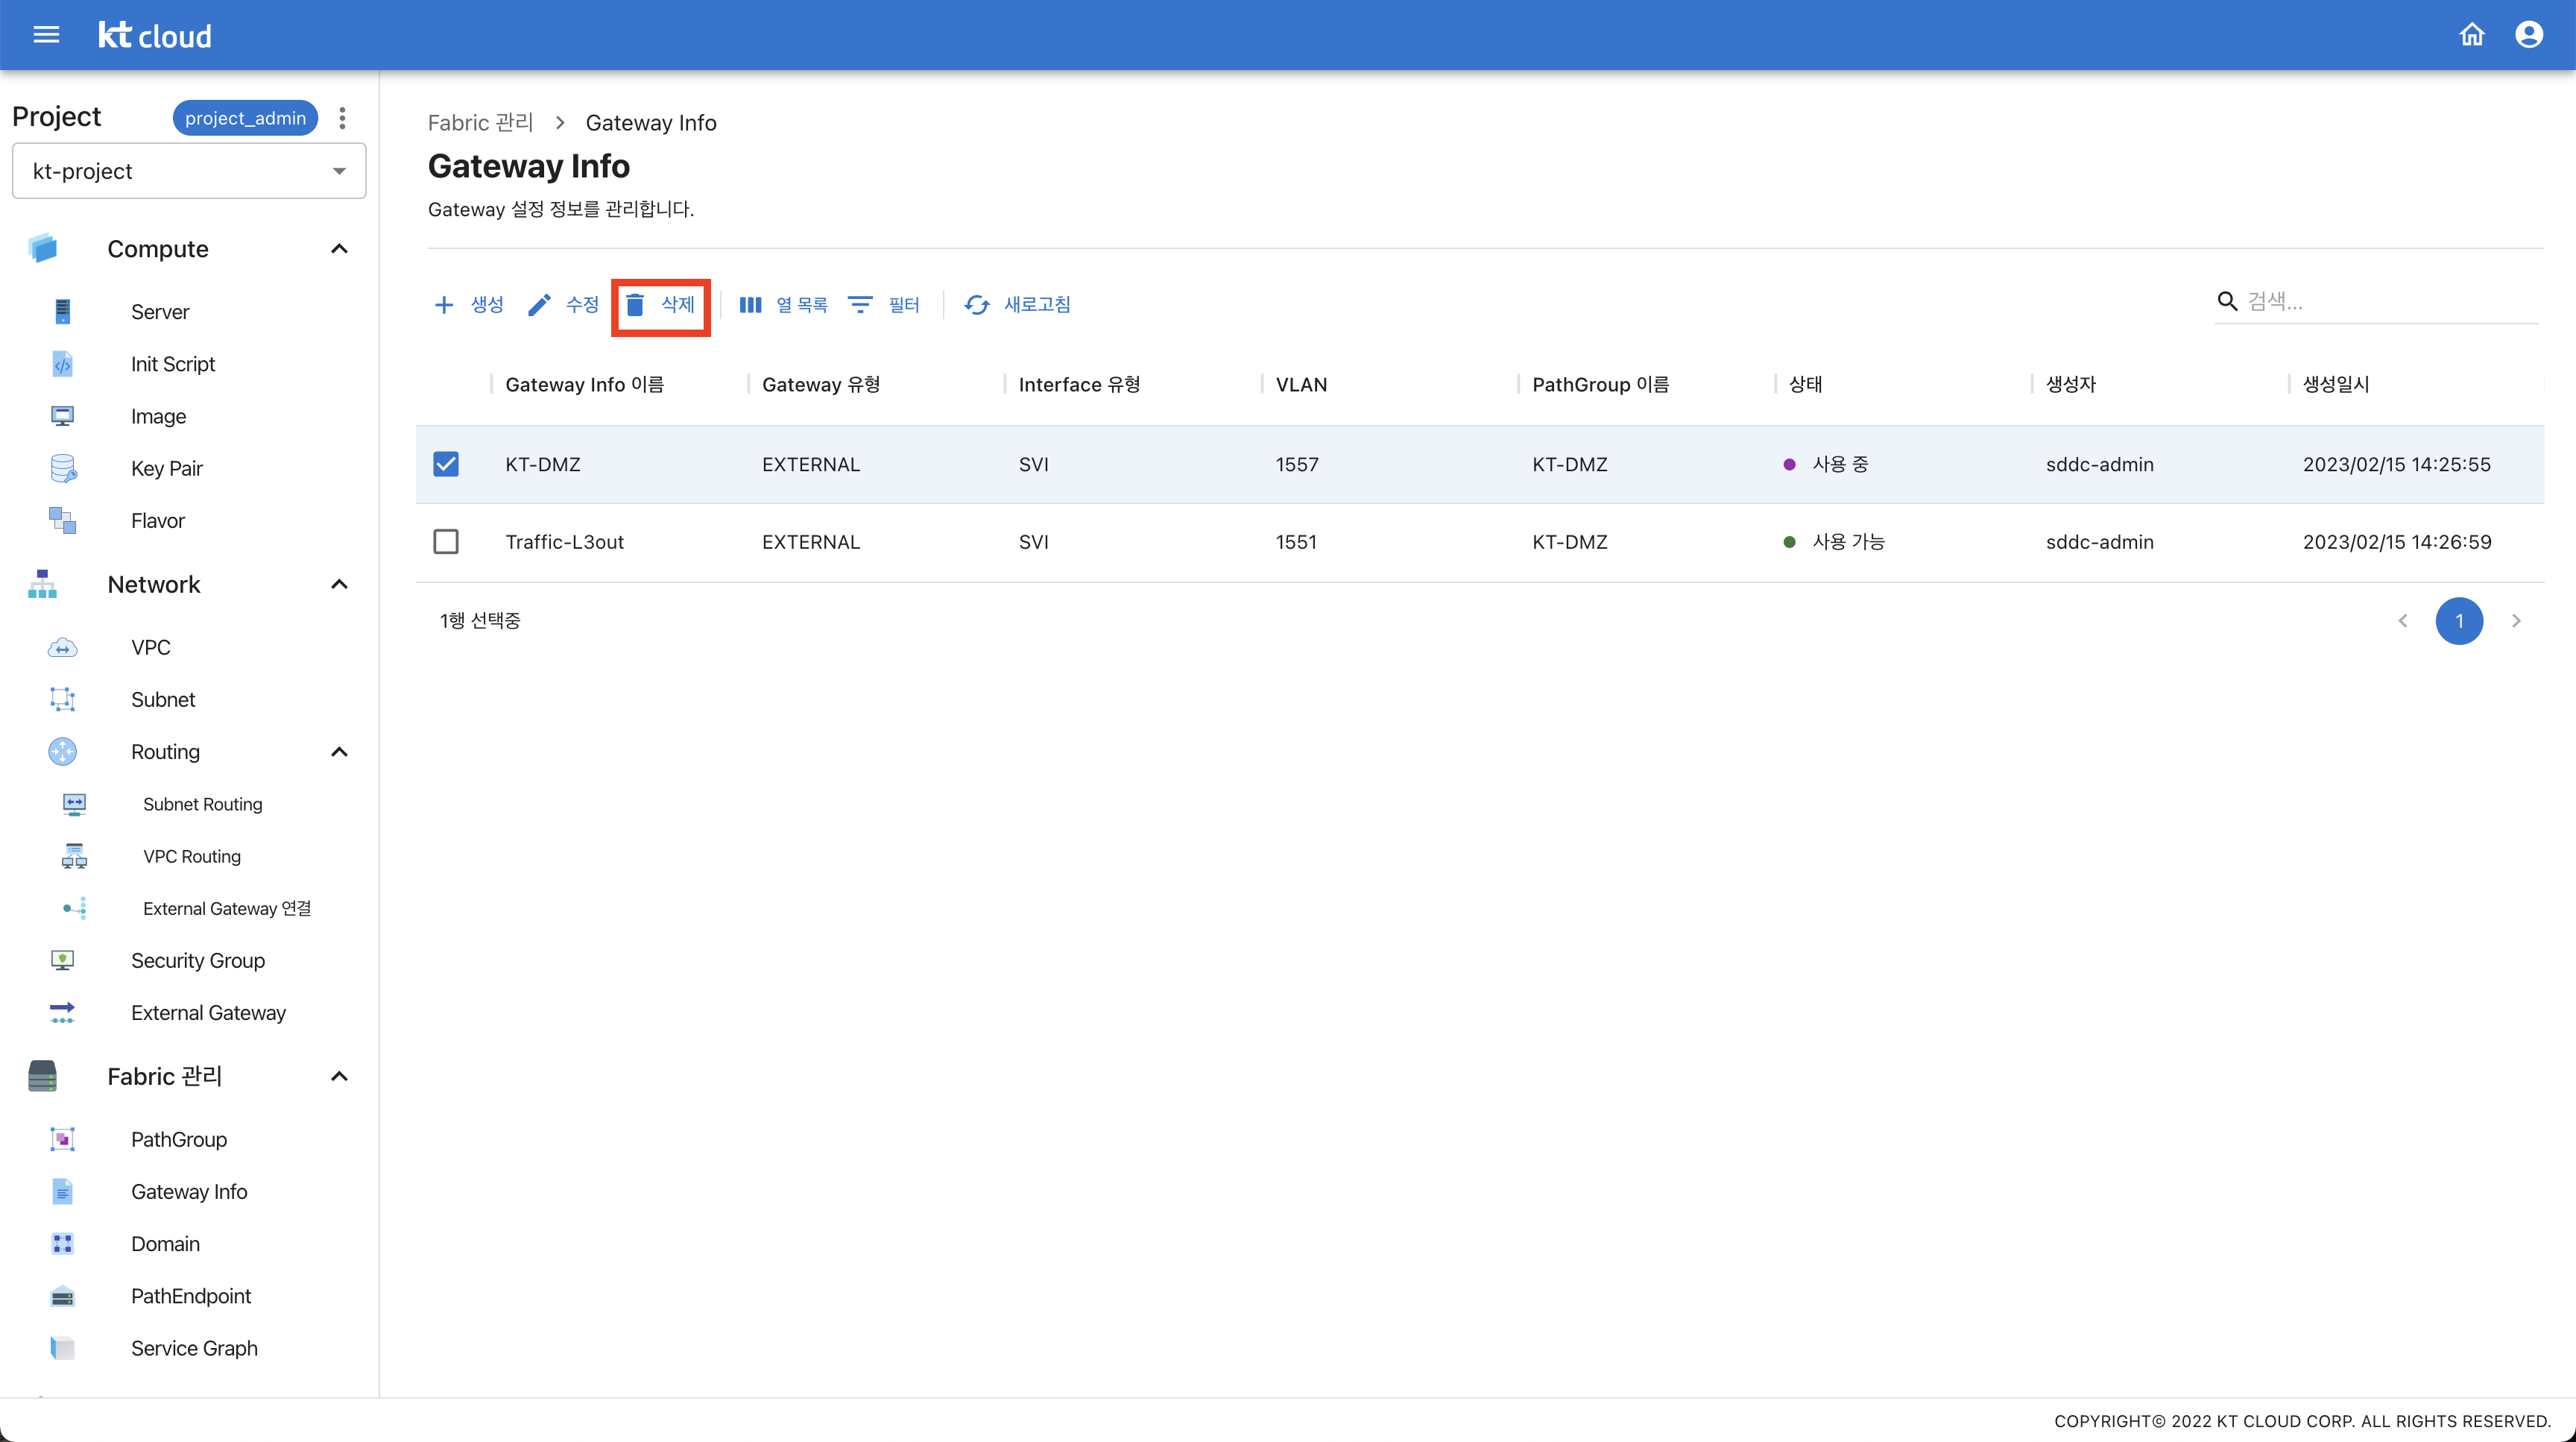 kt cloud
Project
project_admin
kt-project
Compute
Server
Init Script
Image
Key Pair
Flavor
Network
VPC
Subnet
Routing
Subnet Routing
VPC Routing
External Gateway 연결
Security Group
External Gateway
Fabric 관리
PathGroup
Gateway Info
Domain
PathEndpoint
Service Graph
Fabric 관리 > Gateway Info
Gateway Info
Gateway 설정 정보를 관리합니다.
생성 수정 삭제 열 목록 필터 새로고침
검색...
Gateway Info 이름 Gateway 유형 Interface 유형 VLAN PathGroup 이름 상태 생성자 생성일시
KT-DMZ EXTERNAL SVI 1557 KT-DMZ 사용 중 sddc-admin 2023/02/15 14:25:55
Traffic-L3out EXTERNAL SVI 1551 KT-DMZ 사용 가능 sddc-admin 2023/02/15 14:26:59
1행 선택중
1
COPYRIGHT© 2022 KT CLOUD CORP. ALL RIGHTS RESERVED.